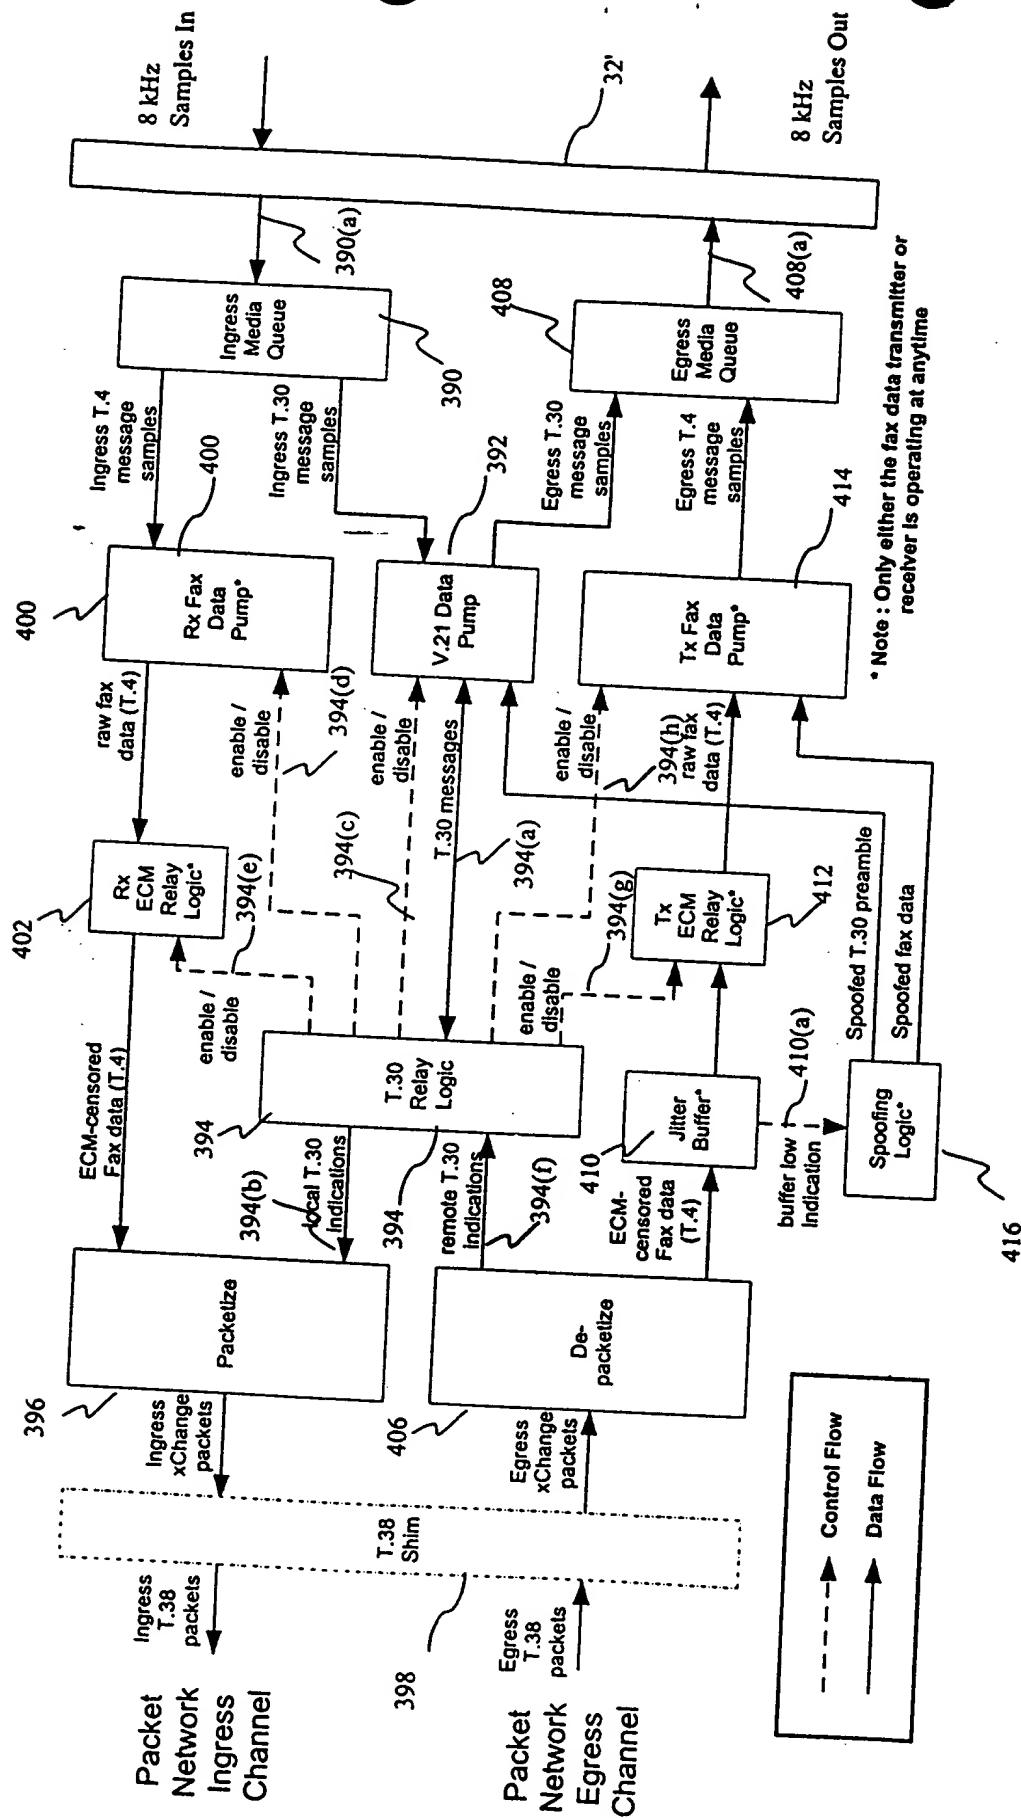 8 kHz
Samples In
32'
8 kHz
Samples Out
390(a)
408(a)
Ingress
Media
Queue
390
408
Egress
Media
Queue
Ingress T.4
message
samples
400
Ingress T.30
message
samples
392
Egress T.30
message
samples
Egress T.4
message
samples
414
* Note : Only either the fax data transmitter or
receiver is operating at anytime
400
Rx Fax
Data
Pump*
V.21 Data
Pump
Tx Fax
Data
Pump*
raw fax
data (T.4)
enable /
disable
394(d)
enable /
disable
T.30 messages
enable /
disable
394(h)
raw fax
data (T.4)
402
Rx
ECM
Relay
Logic*
394(e)
394(c)
394(a)
394(g)
Tx
ECM
Relay
Logic*
412
Spoofed T.30 preamble
Spoofed fax data
ECM-censored
Fax data (T.4)
enable /
disable
394
T.30
Relay
Logic
enable /
disable
410
Jitter
Buffer*
410(a)
buffer low
Indication
Spoofing
Logic*
416
394(b)
local T.30
Indications
394
remote T.30
Indications
394(f)
ECM-
censored
Fax data
(T.4)
396
Packetize
406
De-
packetize
Ingress
xChange
packets
Egress
xChange
packets
T.38
Shim
398
Ingress
T.38
packets
Egress
T.38
packets
Packet
Network
Ingress
Channel
Packet
Network
Egress
Channel
Control Flow
Data Flow